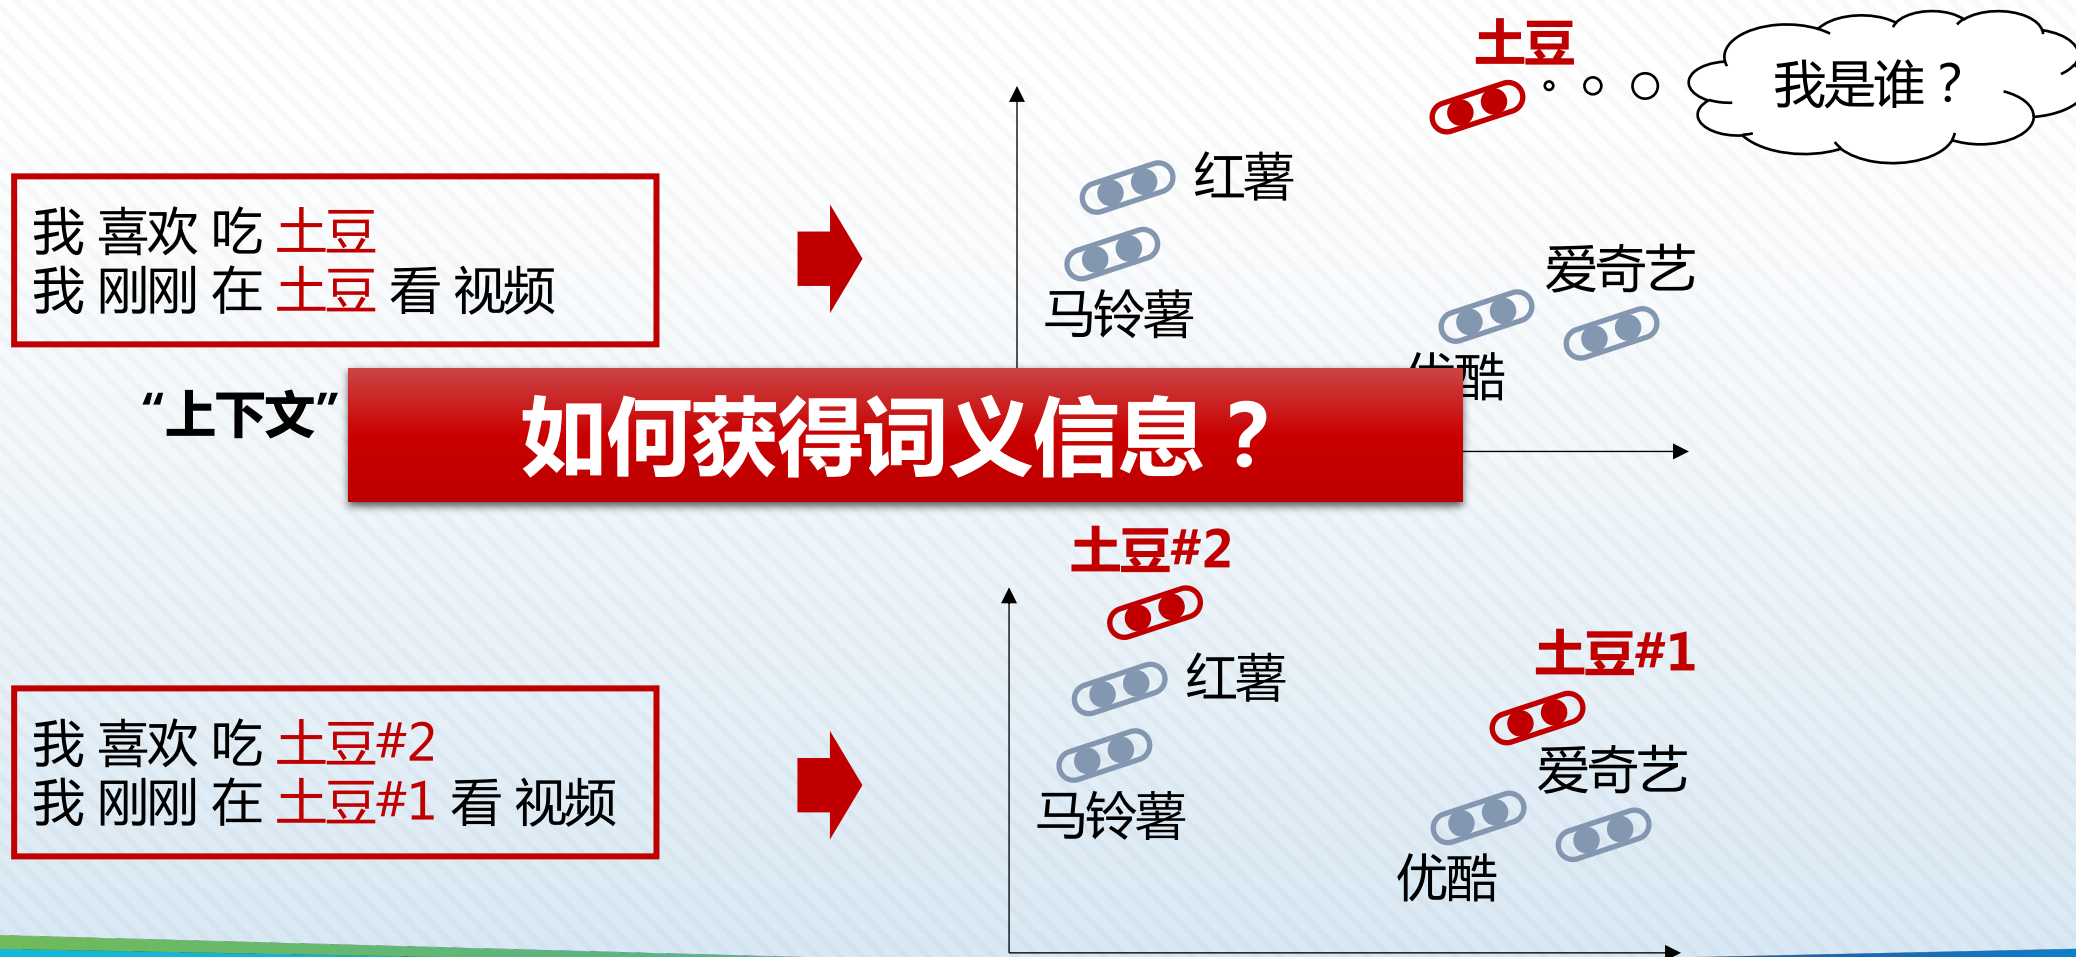 土豆
我是谁？
红薯
我 喜欢 吃 土豆
我 刚刚 在 土豆 看 视频
爱奇艺
马铃薯
优酷
“上下文”
如何获得词义信息？
土豆#2
土豆#1
红薯
我 喜欢 吃 土豆#2
我 刚刚 在 土豆#1 看 视频
爱奇艺
马铃薯
优酷